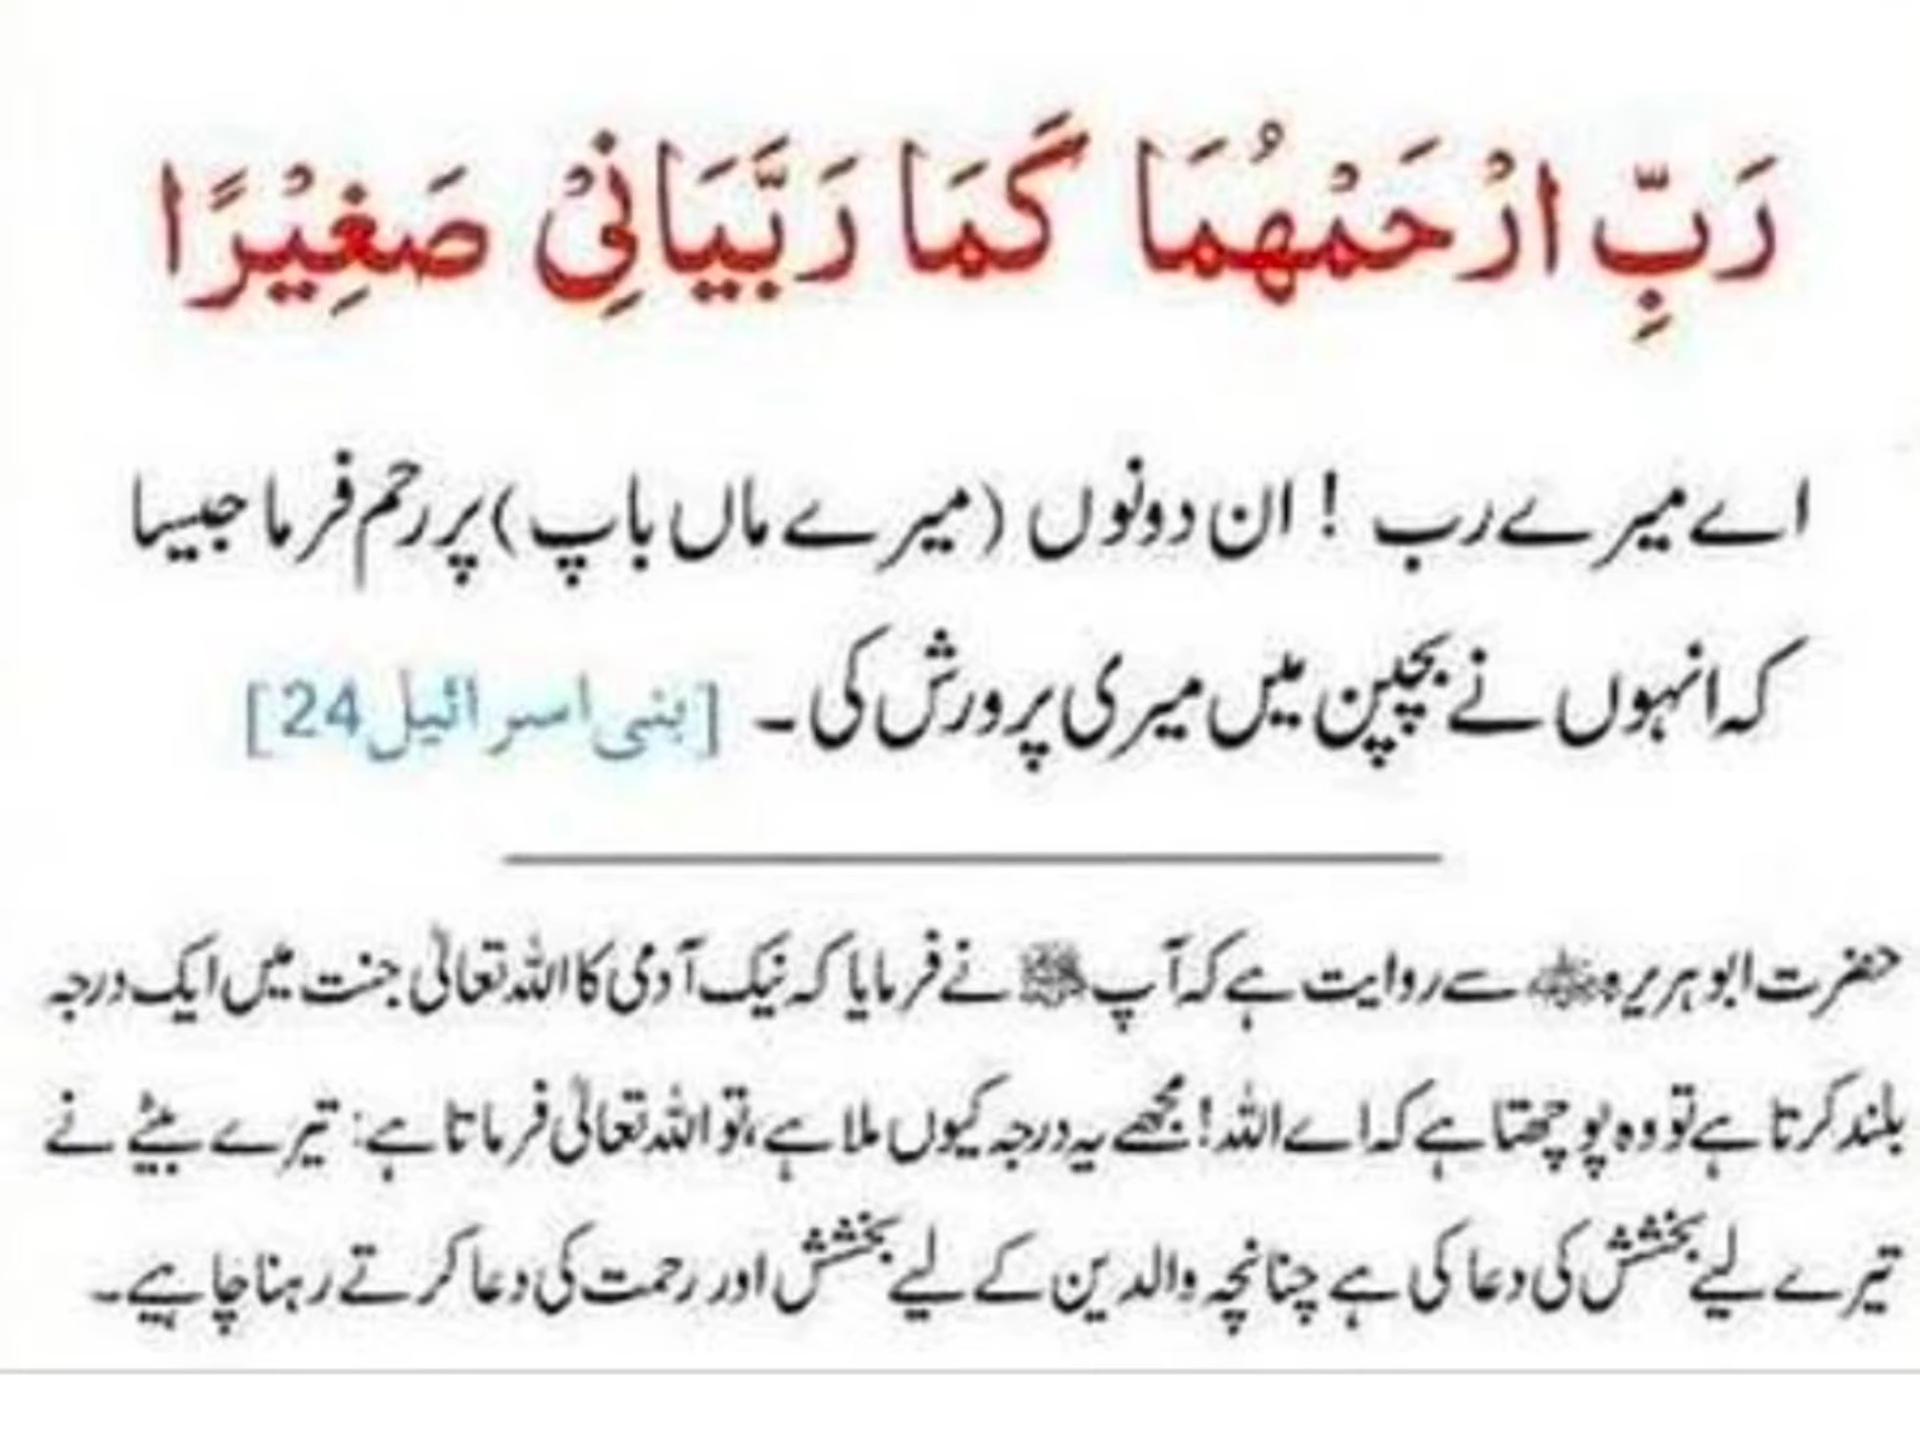 رَبِّ ارْحَمْهُمَا كَمَا رَبَّيَانِيْ صَغِيْرًا
اے میرے رب ! ان دونوں (میرے ماں باپ) پر رحم فرما جیسا
کہ انہوں نے بچپن میں میری پرورش کی ۔ [بنی اسرائیل 24]
حضرت ابو ہریرہ رضی اللہ عنہ سے روایت ہے کہ آپ ﷺ نے فرمایا کہ نیک آدمی کا اللہ تعالیٰ جنت میں ایک درجہ
بلند کرتا ہے تو وہ پوچھتا ہے کہ اے اللہ! مجھے یہ درجہ کیوں ملا ہے، تو اللہ تعالیٰ فرماتا ہے: تیرے بیٹے نے
تیرے لیے بخشش کی دعا کی ہے چنانچہ والدین کے لیے بخشش اور رحمت کی دعا کرتے رہنا چاہیے۔